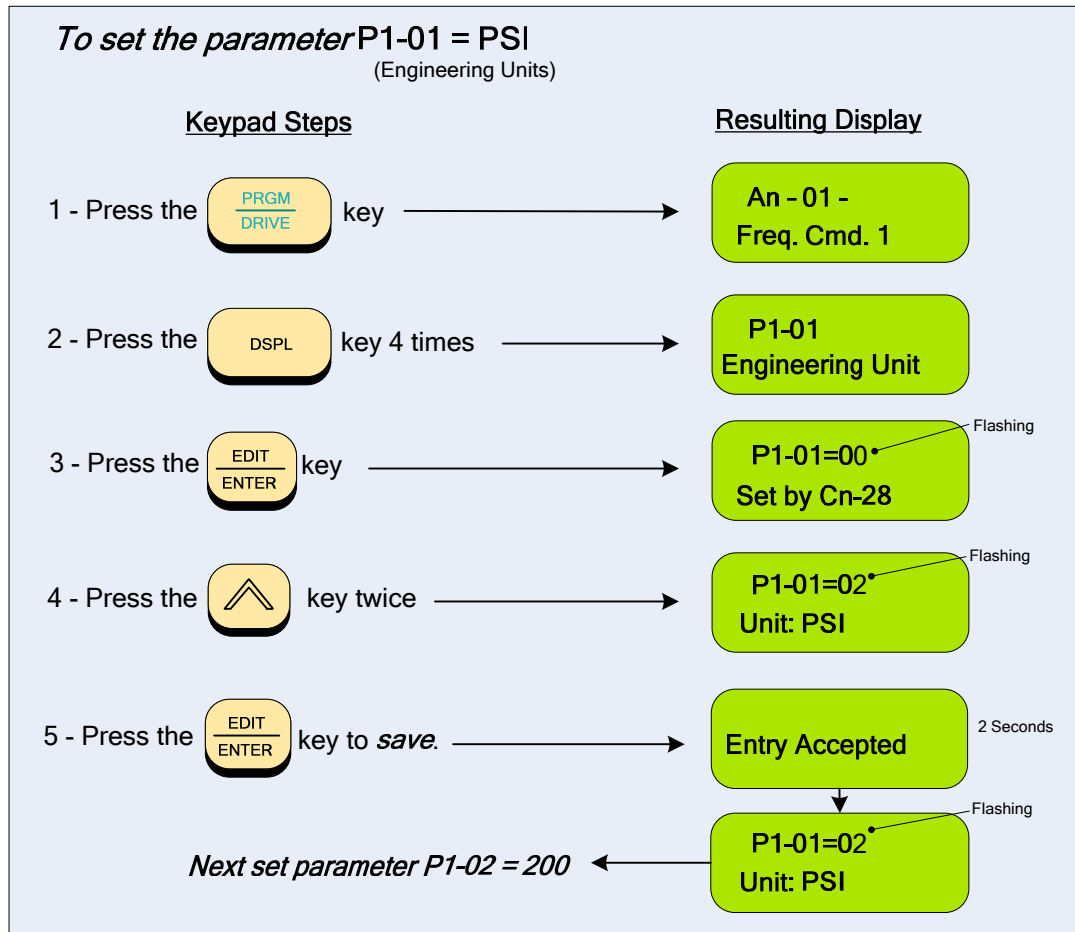 To set the parameter P1-01 = PSI
(Engineering Units)
Keypad Steps
Resulting Display
1 - Press the PRGM DRIVE key
An - 01 -
Freq. Cmd. 1
2 - Press the DSPL key 4 times
P1-01
Engineering Unit
3 - Press the EDIT ENTER key
Flashing
P1-01=00
Set by Cn-28
4 - Press the key twice
Flashing
P1-01=02
Unit: PSI
5 - Press the EDIT ENTER key to save.
Entry Accepted
2 Seconds
Flashing
P1-01=02
Unit: PSI
Next set parameter P1-02 = 200